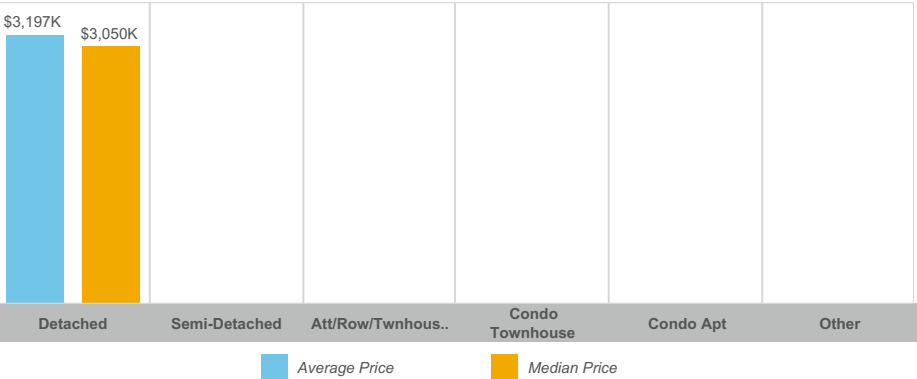 $3,197K
$3,050K
Detached
Semi-Detached
Att/Row/Twnhous..
Condo
Townhouse
Condo Apt
Other
Average Price
Median Price